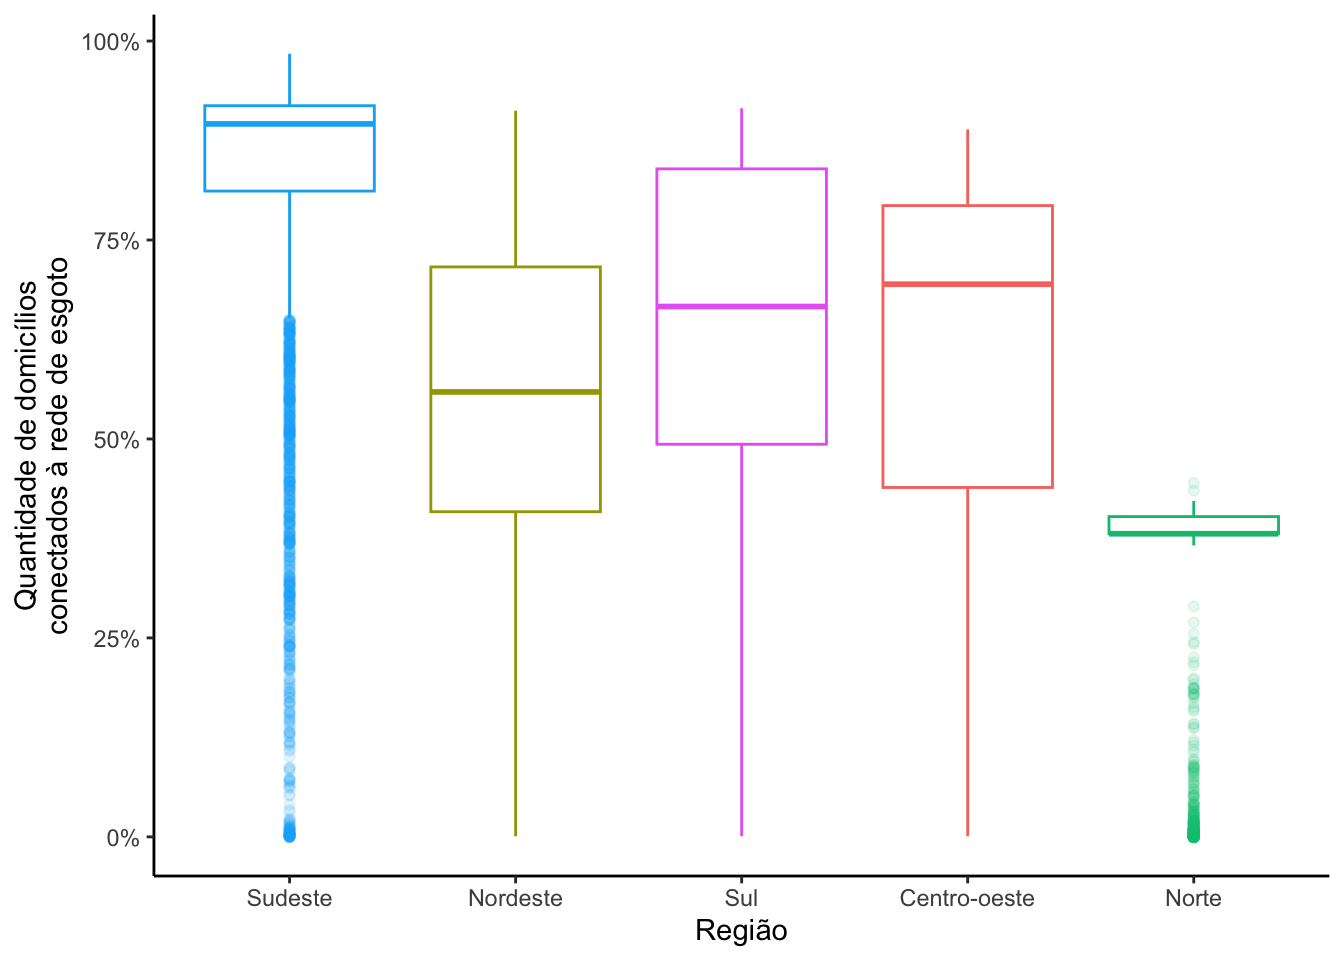 Quantidade de domicílios
conectados à rede de esgoto
100%
75%
50%
25%
0%
Sudeste
Nordeste
Sul
Centro-oeste
Norte
Região